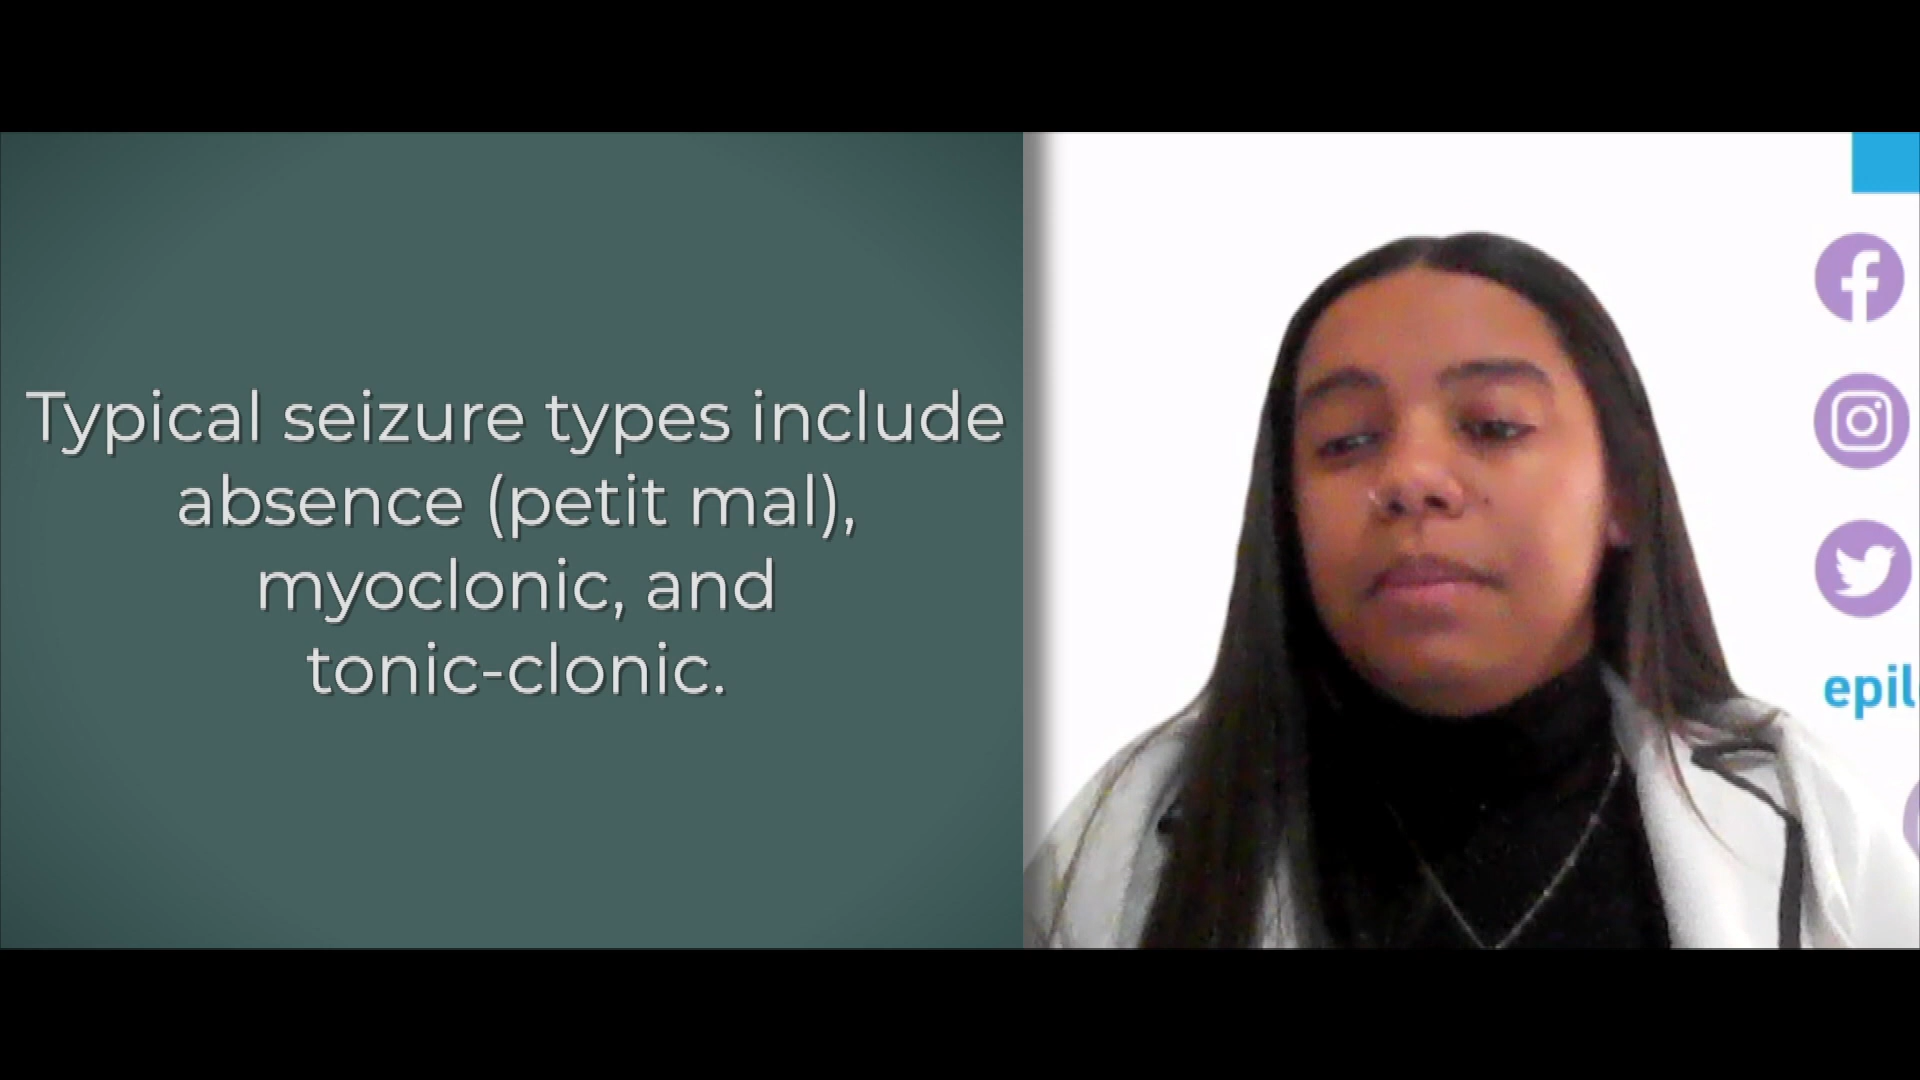 Typical seizure types include
absence (petit mal),
myoclonic, and
tonic-clonic.
epil